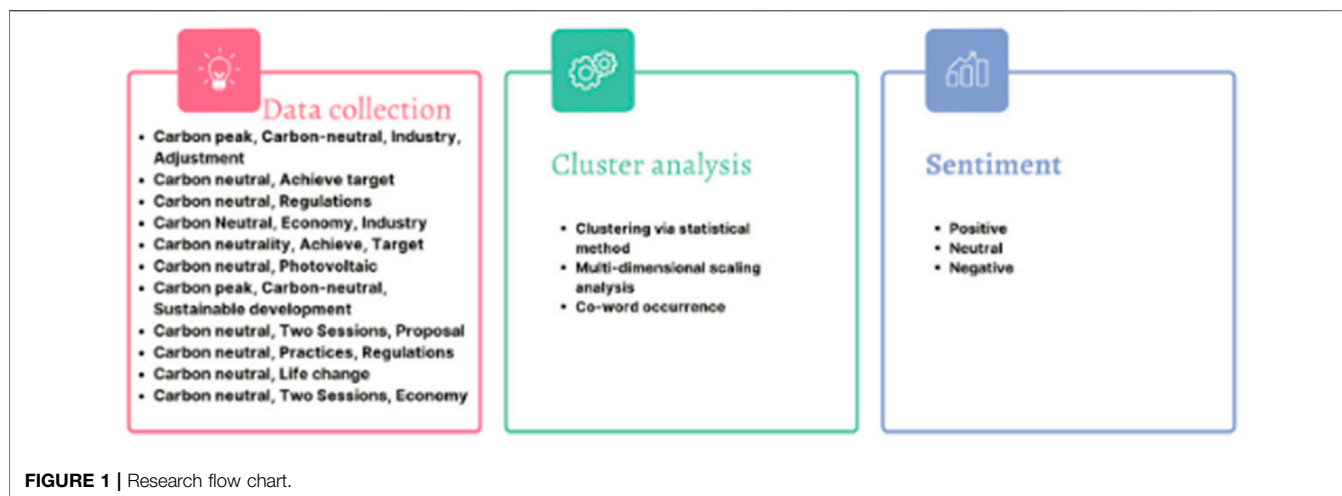 Data collection
• Carbon peak, Carbon-neutral, Industry,
Adjustment
• Carbon neutral, Achieve target
• Carbon neutral, Regulations
• Carbon Neutral, Economy, Industry
• Carbon neutrality, Achieve, Target
• Carbon neutral, Photovoltaic
• Carbon peak, Carbon-neutral,
Sustainable development
• Carbon neutral, Two Sessions, Proposal
• Carbon neutral, Practices, Regulations
• Carbon neutral, Life change
• Carbon neutral, Two Sessions, Economy
Cluster analysis
• Clustering via statistical
method
• Multi-dimensional scaling
analysis
• Co-word occurrence
Sentiment
• Positive
• Neutral
• Negative
FIGURE 1 | Research flow chart.